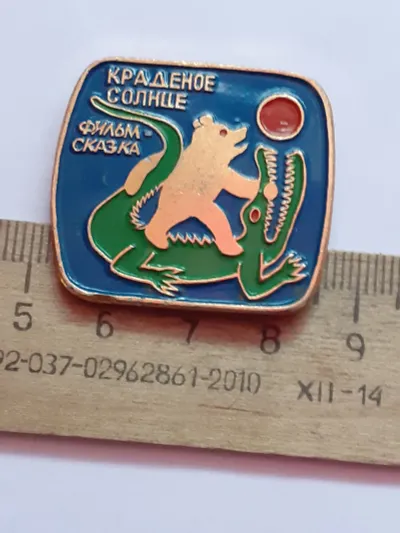 КРАДЕНОЕ
СОЛНЦЕ
ФИЛЬМ-
СКАЗКА
5 6 7 8 9
92-037-02962861-2010 XII-14